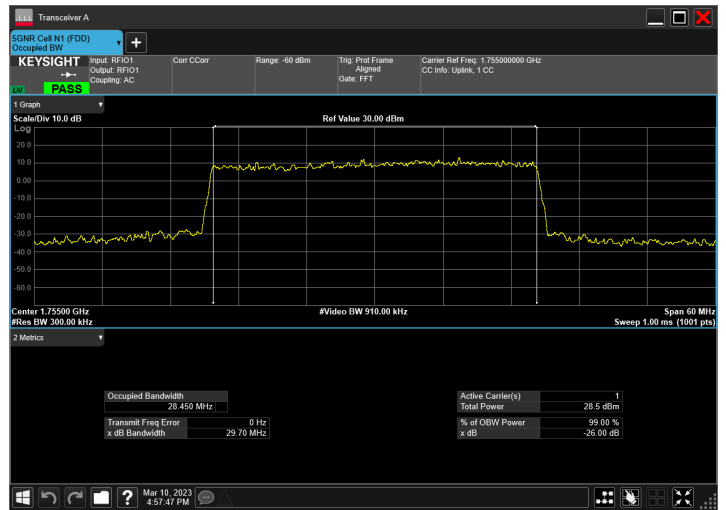 Transceiver A
5GNR Cell N1 (FDD)
Occupied BW
KEYSIGHT
Input: RFIO1
Output: RFIO1
Coupling: AC
Corr CCorr
Range: -60 dBm
Trig: Prot Frame
Aligned
Gate: FFT
Carrier Ref Freq: 1.755000000 GHz
CC Info: Uplink, 1 CC
LXI
PASS
1 Graph
Scale/Div 10.0 dB
Ref Value 30.00 dBm
Log
20.0
10.0
0.00
-10.0
-20.0
-30.0
-40.0
-50.0
-60.0
Center 1.75500 GHz
#Video BW 910.00 kHz
Span 60 MHz
#Res BW 300.00 kHz
Sweep 1.00 ms (1001 pts)
2 Metrics
Occupied Bandwidth
28.450 MHz
Transmit Freq Error 0 Hz
x dB Bandwidth 29.70 MHz
Active Carrier(s) 1
Total Power 28.5 dBm
% of OBW Power 99.00 %
x dB -26.00 dB
?
Mar 10, 2023
4:57:47 PM